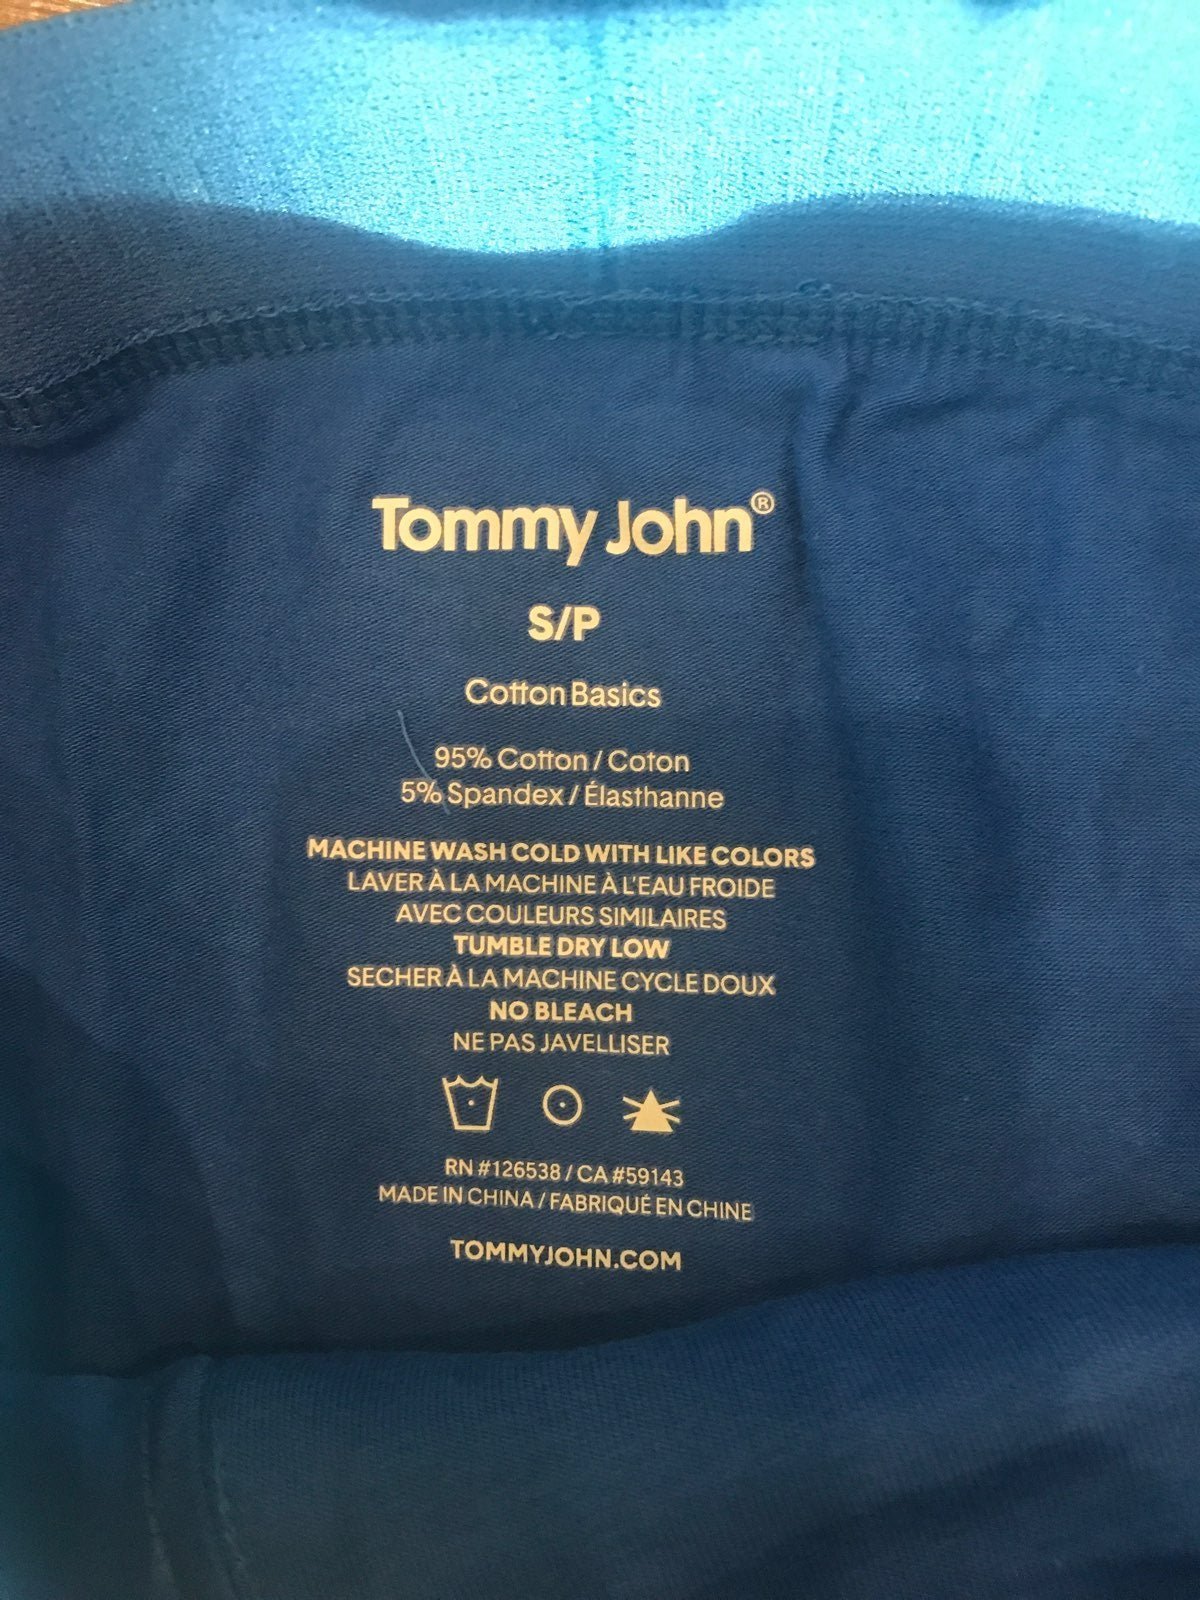 Tommy John®
S/P
Cotton Basics
95% Cotton / Coton
5% Spandex / Élasthanne
MACHINE WASH COLD WITH LIKE COLORS
LAVER À LA MACHINE À L'EAU FROIDE
AVEC COULEURS SIMILAIRES
TUMBLE DRY LOW
SECHER À LA MACHINE CYCLE DOUX
NO BLEACH
NE PAS JAVELLISER
RN #126538 / CA #59143
MADE IN CHINA / FABRIQUÉ EN CHINE
TOMMYJOHN.COM